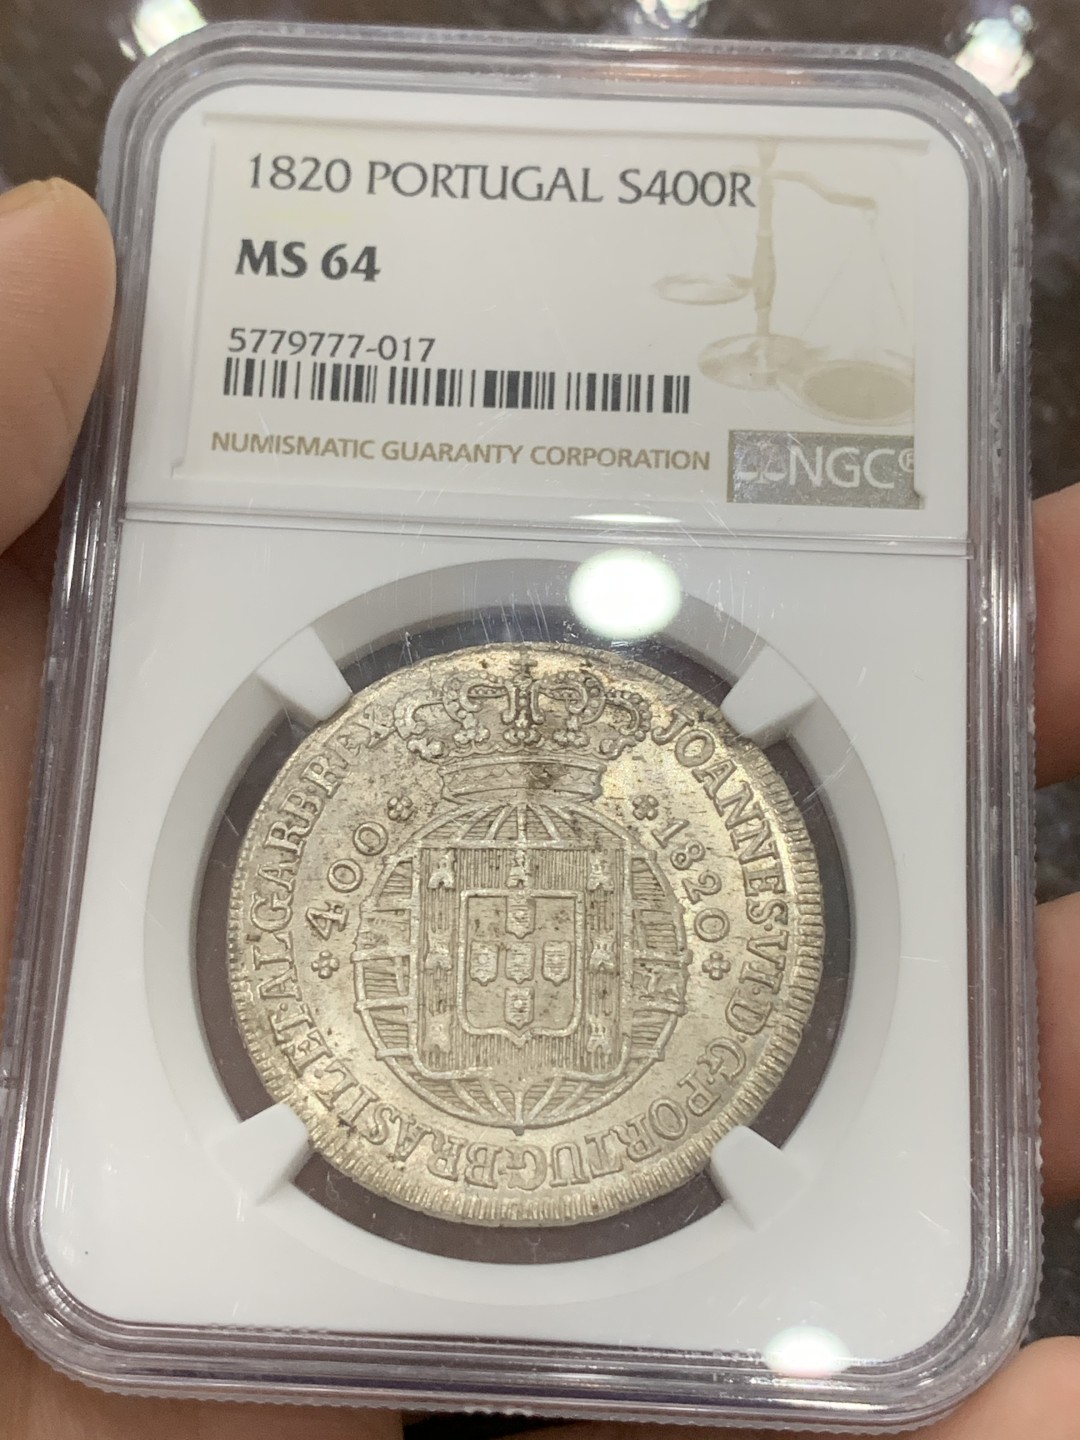 1820 PORTUGAL S400R
MS 64
5779777-017
NUMISMATIC GUARANTY CORPORATION
NGC®
JOANNES·VI·D·G·PORTUG·BRASIL·ET·ALGARB·REX
400
1820